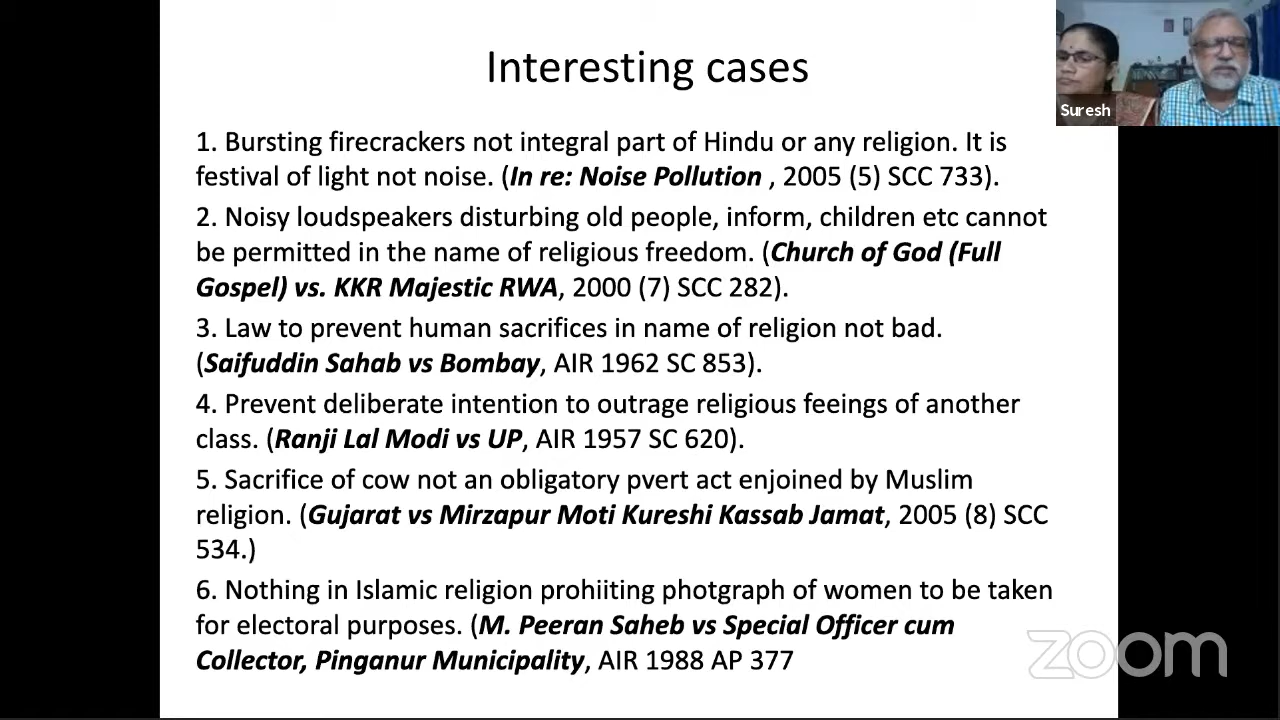 Interesting cases
Suresh
1. Bursting firecrackers not integral part of Hindu or any religion. It is
festival of light not noise. (In re: Noise Pollution , 2005 (5) SCC 733).
2. Noisy loudspeakers disturbing old people, inform, children etc cannot
be permitted in the name of religious freedom. (Church of God (Full
Gospel) vs. KKR Majestic RWA, 2000 (7) SCC 282).
3. Law to prevent human sacrifices in name of religion not bad.
(Saifuddin Sahab vs Bombay, AIR 1962 SC 853).
4. Prevent deliberate intention to outrage religious feeings of another
class. (Ranji Lal Modi vs UP, AIR 1957 SC 620).
5. Sacrifice of cow not an obligatory pvert act enjoined by Muslim
religion. (Gujarat vs Mirzapur Moti Kureshi Kassab Jamat, 2005 (8) SCC
534.)
6. Nothing in Islamic religion prohiiting photgraph of women to be taken
for electoral purposes. (M. Peeran Saheb vs Special Officer cum
Collector, Pinganur Municipality, AIR 1988 AP 377
zoom